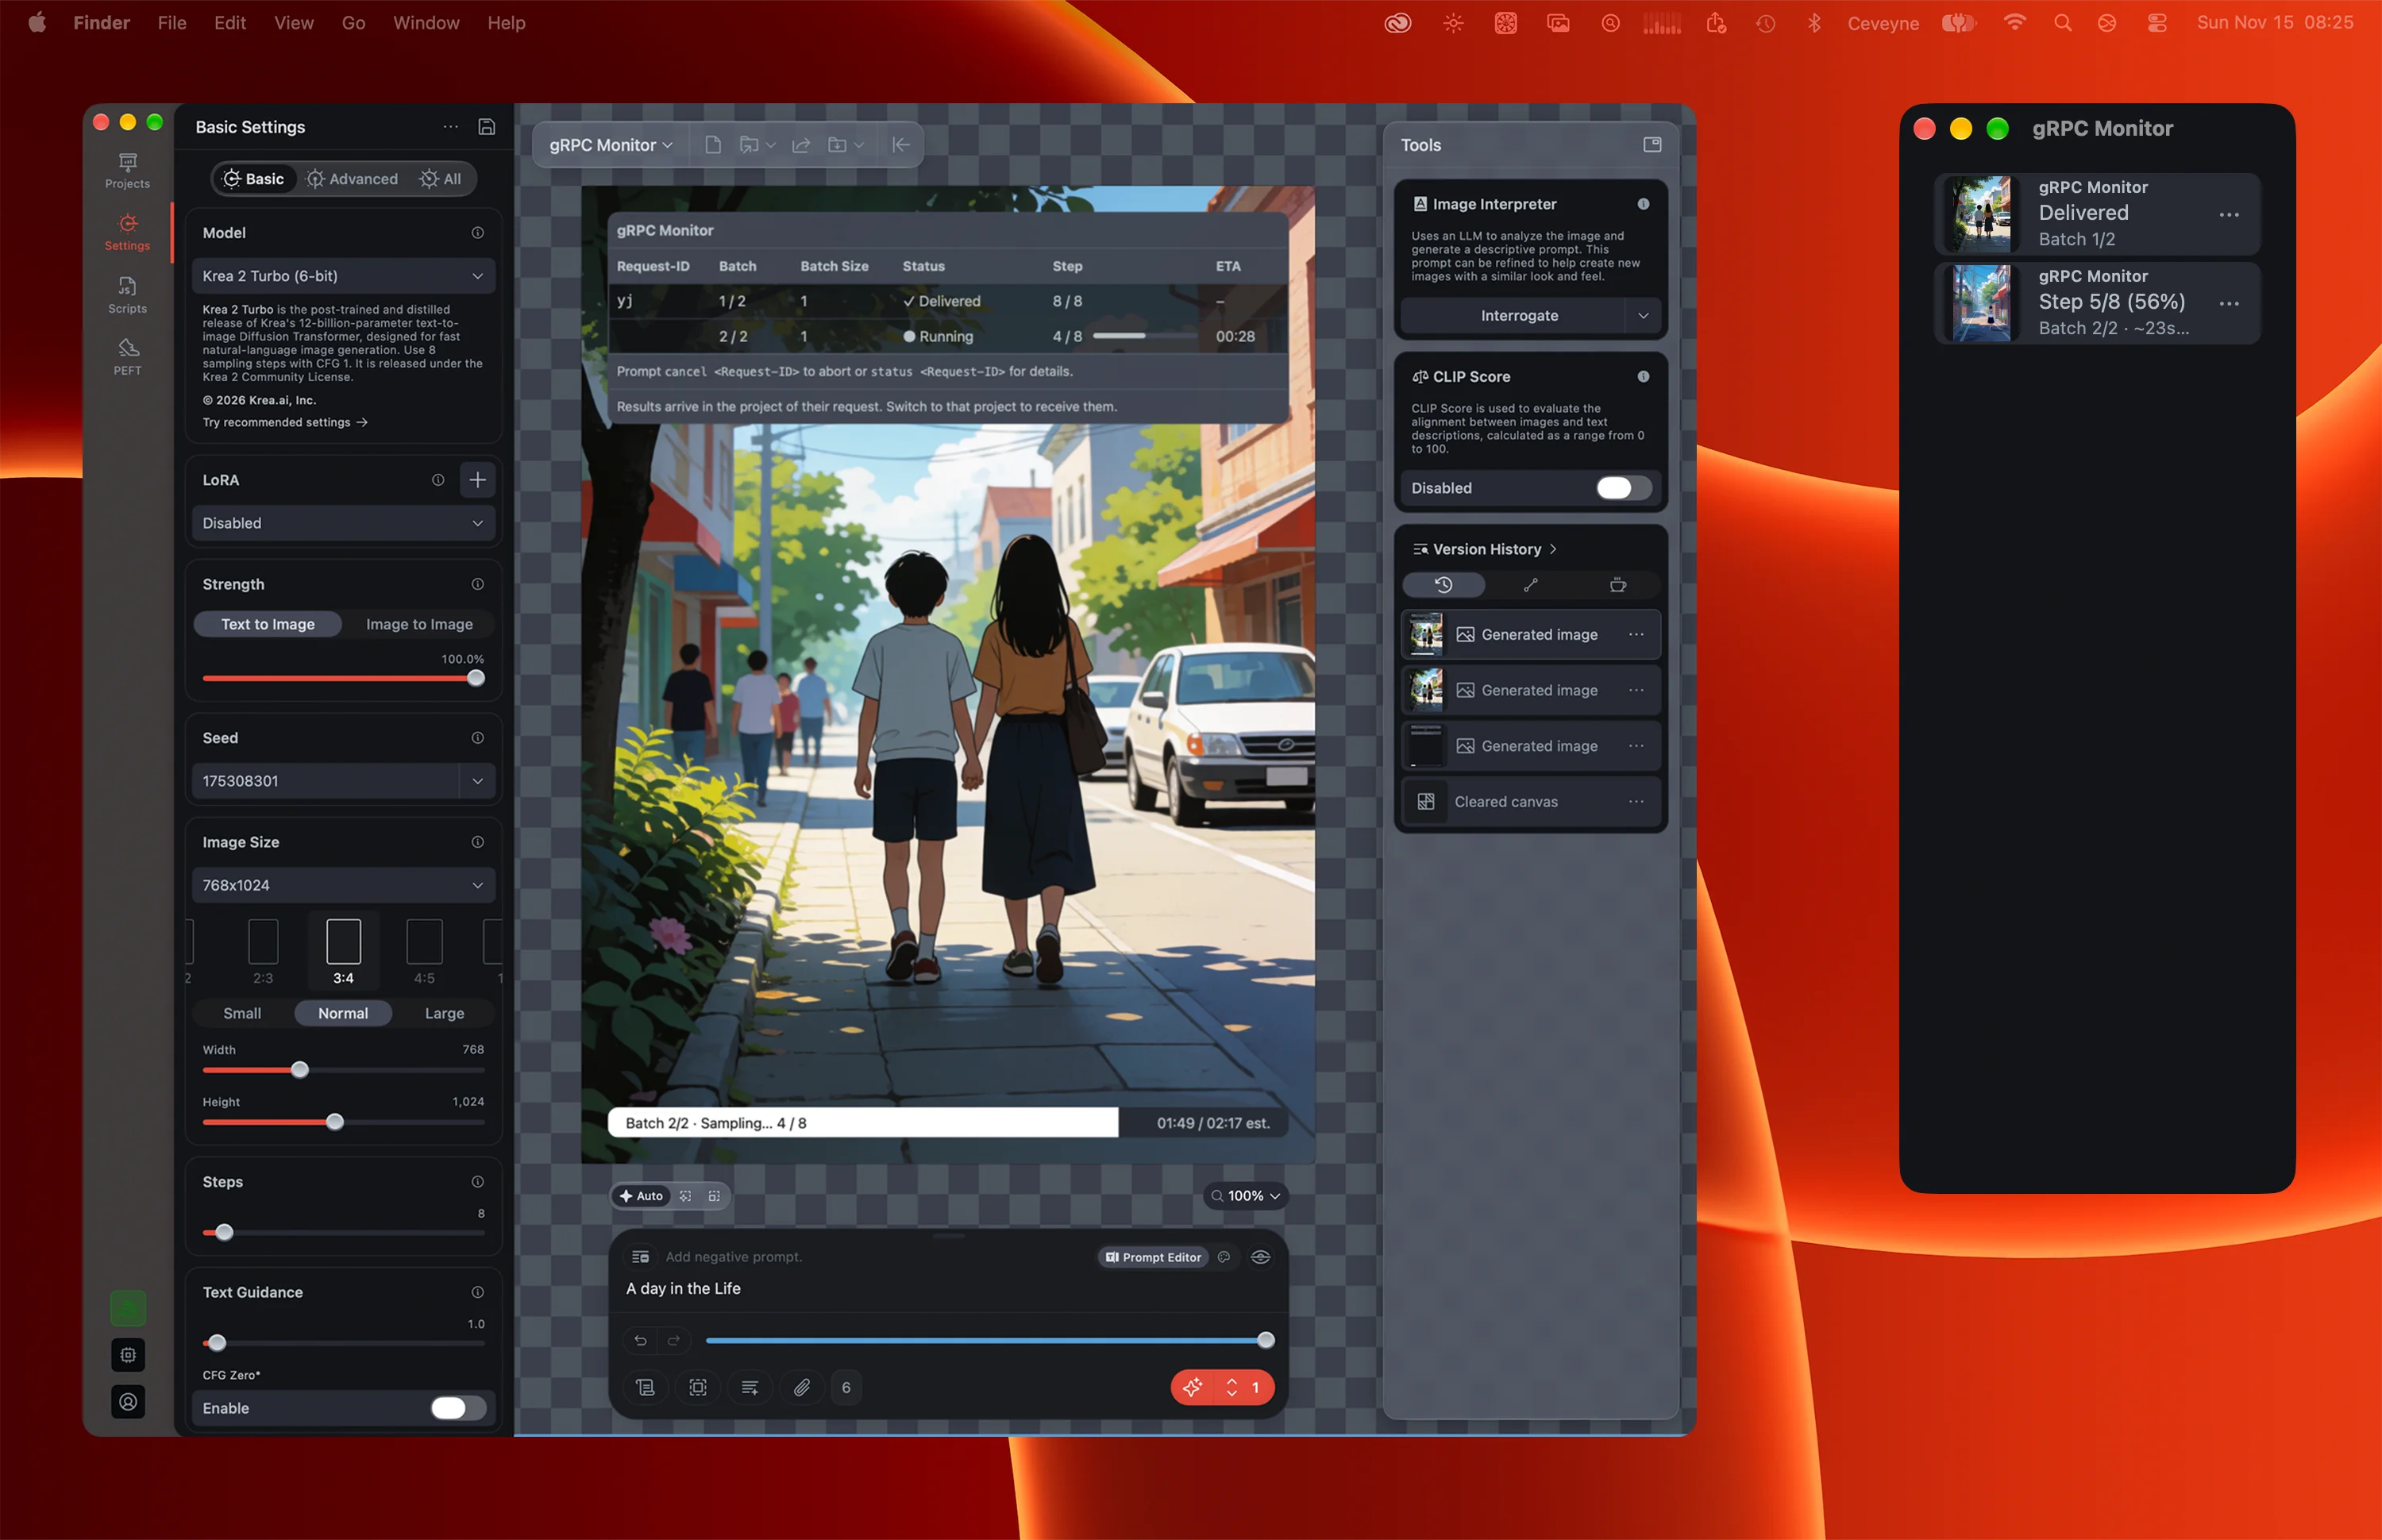 Finder File Edit View Go Window Help
Ceveyne Sun Nov 15 08:25
Projects
Settings
JS
Scripts
PEFT
Basic Settings
Basic Advanced All
Model
Krea 2 Turbo (6-bit)
Krea 2 Turbo is the post-trained and distilled
release of Krea's 12-billion-parameter text-to-
image Diffusion Transformer, designed for fast
natural-language image generation. Use 8
sampling steps with CFG 1. It is released under the
Krea 2 Community License.
© 2026 Krea.ai, Inc.
Try recommended settings →
LoRA
Disabled
Strength
Text to Image Image to Image
100.0%
Seed
175308301
Image Size
768x1024
2 2:3 3:4 4:5 1
Small Normal Large
Width 768
Height 1,024
Steps
8
Text Guidance
1.0
CFG Zero*
Enable
gRPC Monitor
gRPC Monitor
Request-ID Batch Batch Size Status Step ETA
yj 1 / 2 1 ✓ Delivered 8 / 8 –
2 / 2 1 ● Running 4 / 8 00:28
Prompt cancel <Request-ID> to abort or status <Request-ID> for details.
Results arrive in the project of their request. Switch to that project to receive them.
Batch 2/2 · Sampling... 4 / 8 01:49 / 02:17 est.
Auto 100%
Add negative prompt. Prompt Editor
A day in the Life
6 1
Tools
Image Interpreter
Uses an LLM to analyze the image and
generate a descriptive prompt. This
prompt can be refined to help create new
images with a similar look and feel.
Interrogate
CLIP Score
CLIP Score is used to evaluate the
alignment between images and text
descriptions, calculated as a range from 0
to 100.
Disabled
Version History >
Generated image
Generated image
Generated image
Cleared canvas
gRPC Monitor
gRPC Monitor
Delivered
Batch 1/2
gRPC Monitor
Step 5/8 (56%)
Batch 2/2 · ~23s...